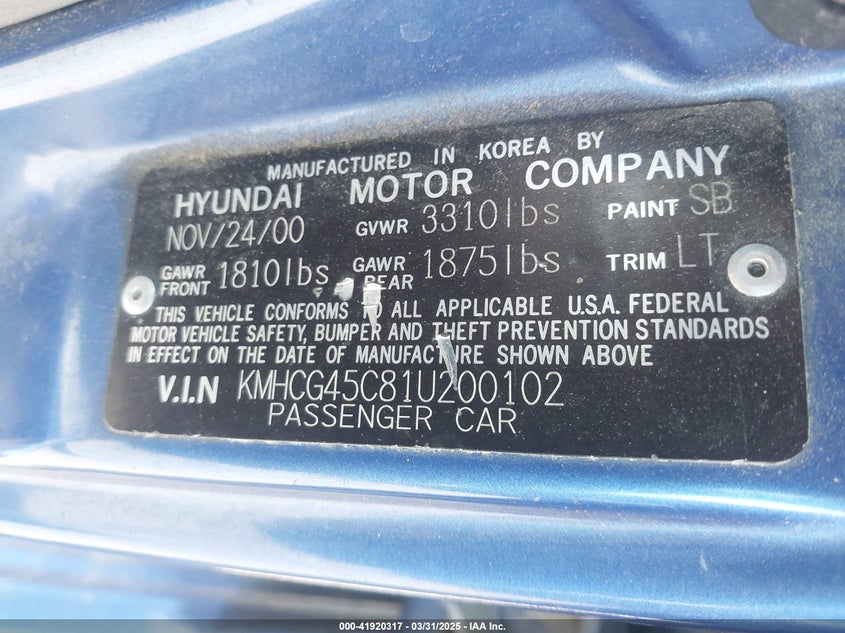 MANUFACTURED IN KOREA BY
HYUNDAI MOTOR COMPANY
NOV/24/00 GVWR 3310lbs PAINT SB
GAWR FRONT 1810lbs GAWR REAR 1875lbs TRIM LT
THIS VEHICLE CONFORMS TO ALL APPLICABLE U.S.A. FEDERAL
MOTOR VEHICLE SAFETY, BUMPER AND THEFT PREVENTION STANDARDS
IN EFFECT ON THE DATE OF MANUFACTURE SHOWN ABOVE
V.I.N KMHCG45C81U200102
PASSENGER CAR
000-41920317 - 03/31/2025 - IAA Inc.